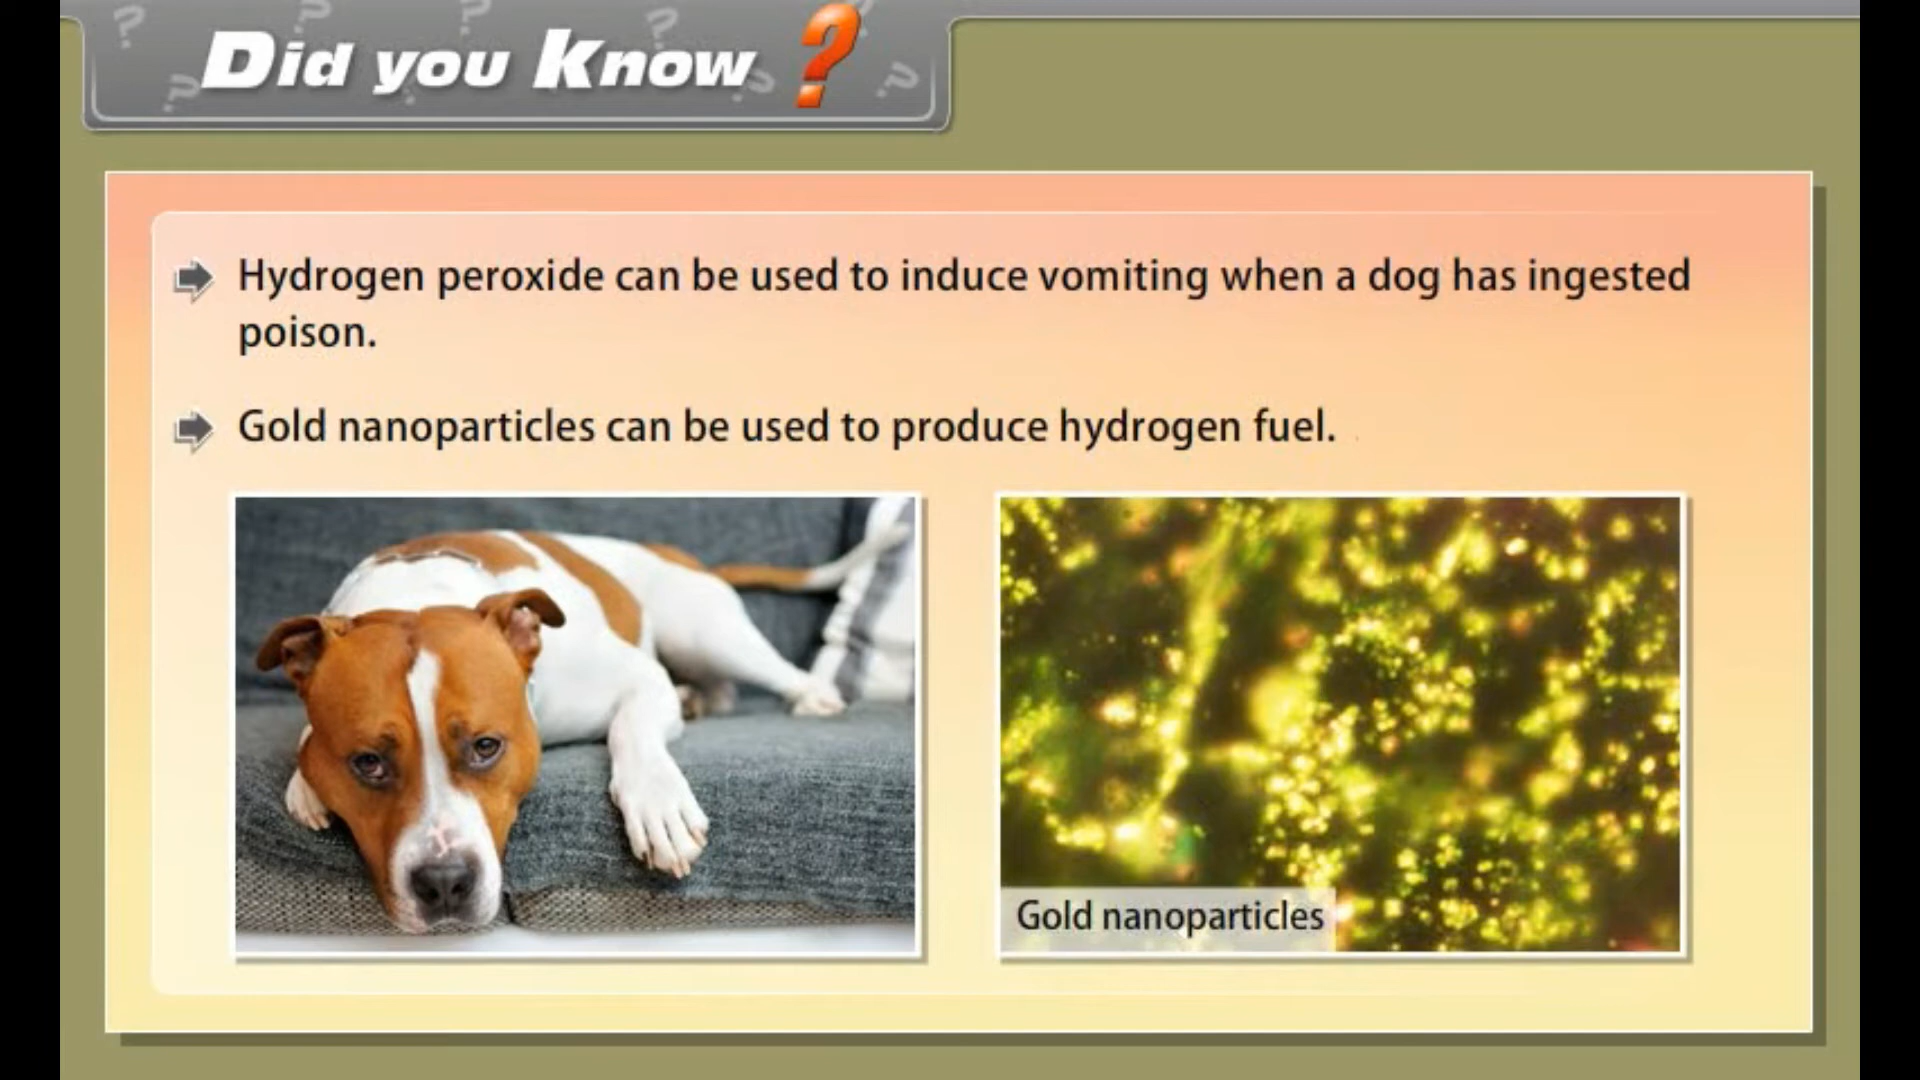 Did you Know ?
Hydrogen peroxide can be used to induce vomiting when a dog has ingested
poison.
Gold nanoparticles can be used to produce hydrogen fuel.
Gold nanoparticles